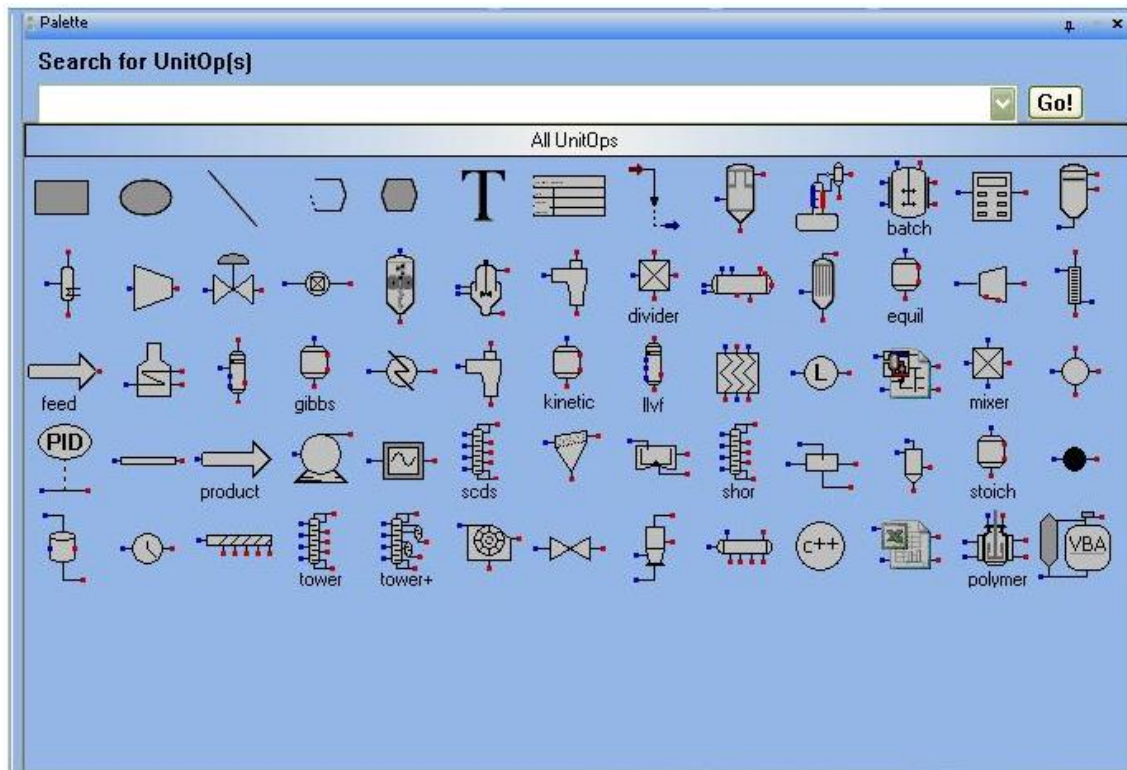 Palette
Search for UnitOp(s)
Go!
All UnitOps
T
batch
divider
equil
feed
gibbs
kinetic
llvf
L
mixer
PID
product
scds
shor
stoich
tower
tower+
c++
polymer
VBA